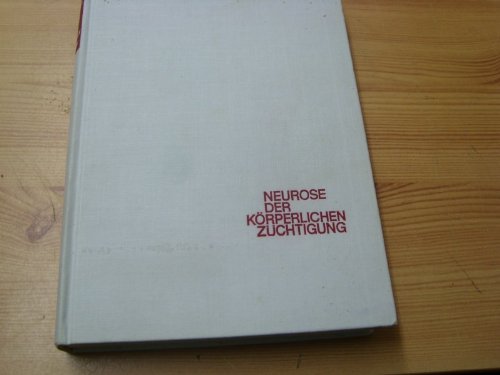 NEUROSE
DER
KÖRPERLICHEN
ZÜCHTIGUNG